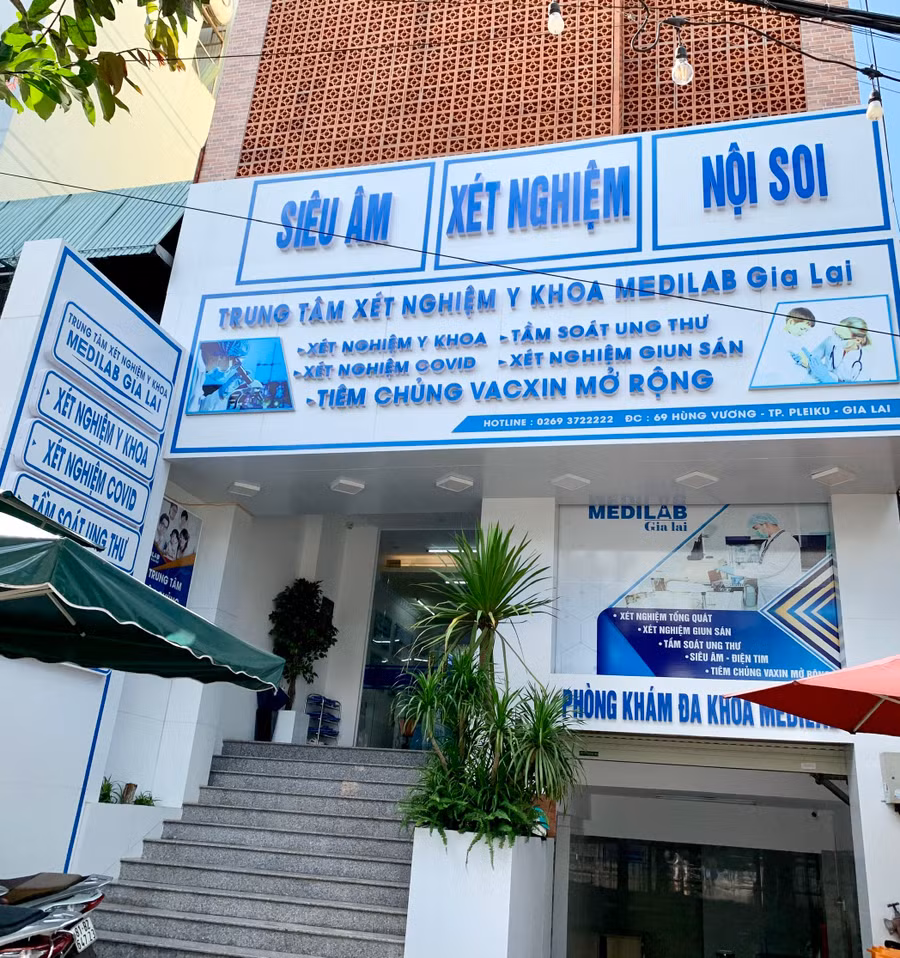 SIÊU ÂM
XÉT NGHIỆM
NỘI SOI
TRUNG TÂM XÉT NGHIỆM Y KHOA MEDILAB Gia Lai
XÉT NGHIỆM Y KHOA
TẦM SOÁT UNG THƯ
XÉT NGHIỆM COVID
XÉT NGHIỆM GIUN SÁN
TIÊM CHỦNG VACXIN MỞ RỘNG
HOTLINE : 0269 3722222 ĐC : 69 HÙNG VƯƠNG - TP. PLEIKU - GIA LAI
TRUNG TÂM XÉT NGHIỆM Y KHOA
MEDILAB GIA LAI
XÉT NGHIỆM Y KHOA
XÉT NGHIỆM COVID
TẦM SOÁT UNG THƯ
TRUNG TÂM
MEDILAB
Gia lai
• XÉT NGHIỆM TỔNG QUÁT
• XÉT NGHIỆM GIUN SÁN
• TẦM SOÁT UNG THƯ
• SIÊU ÂM - ĐIỆN TIM
• TIÊM CHỦNG VAXIN MỞ RỘNG
PHÒNG KHÁM ĐA KHOA MEDILAB